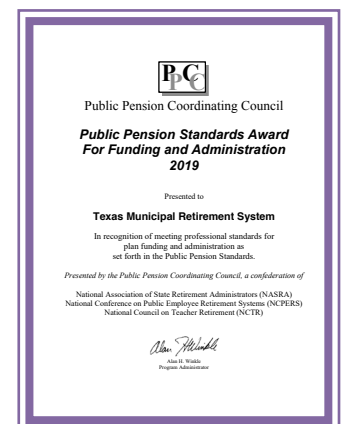 PPCC
Public Pension Coordinating Council
Public Pension Standards Award
For Funding and Administration
2019
Presented to
Texas Municipal Retirement System
In recognition of meeting professional standards for
plan funding and administration as
set forth in the Public Pension Standards.
Presented by the Public Pension Coordinating Council, a confederation of
National Association of State Retirement Administrators (NASRA)
National Conference on Public Employee Retirement Systems (NCPERS)
National Council on Teacher Retirement (NCTR)
Alan H. Winkle
Alan H. Winkle
Program Administrator